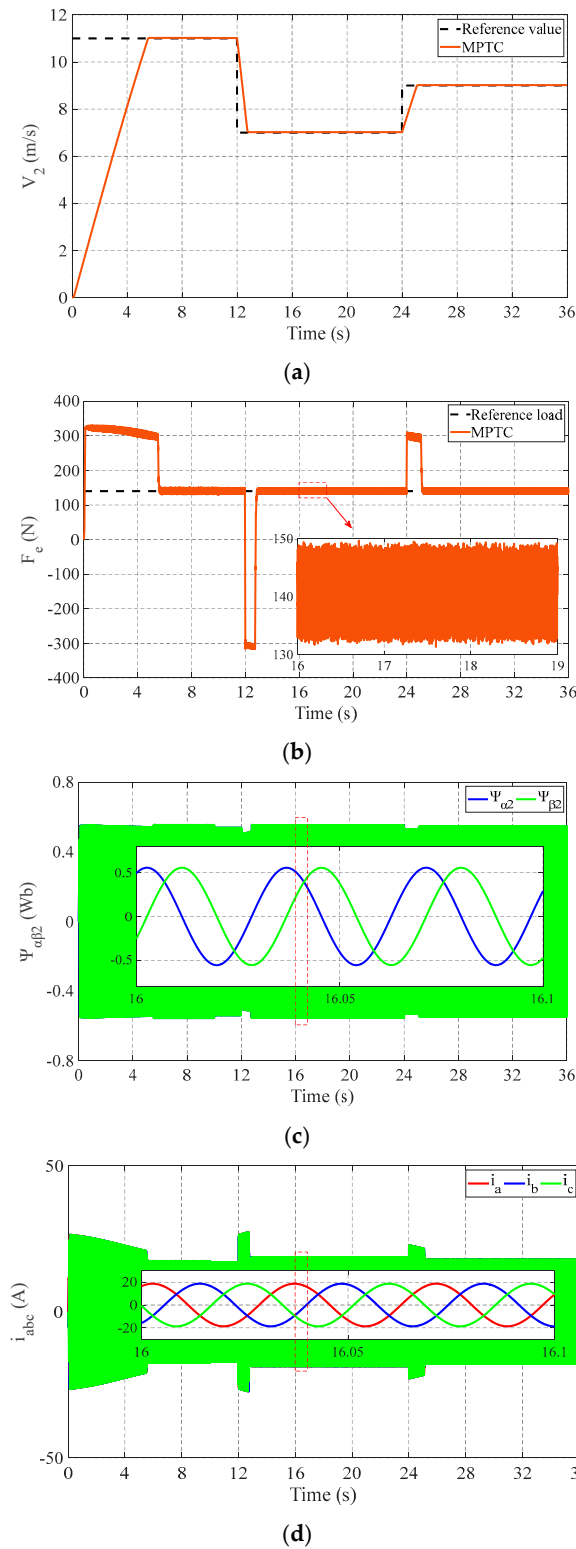 12
10
8
6
4
2
0
V2 (m/s)
Reference value
MPTC
0 4 8 12 16 20 24 28 32 36
Time (s)
(a)
400
300
200
100
0
-100
-200
-300
-400
Fe (N)
Reference load
MPTC
150
140
130
16 17 18 19
0 4 8 12 16 20 24 28 32 36
Time (s)
(b)
0.8
0.4
0
-0.4
-0.8
Ψαβ2 (Wb)
Ψα2 Ψβ2
0.5
0
-0.5
16 16.05 16.1
0 4 8 12 16 20 24 28 32 36
Time (s)
(c)
50
0
-50
iabc (A)
ia ib ic
20
0
-20
16 16.05 16.1
0 4 8 12 16 20 24 28 32 36
Time (s)
(d)